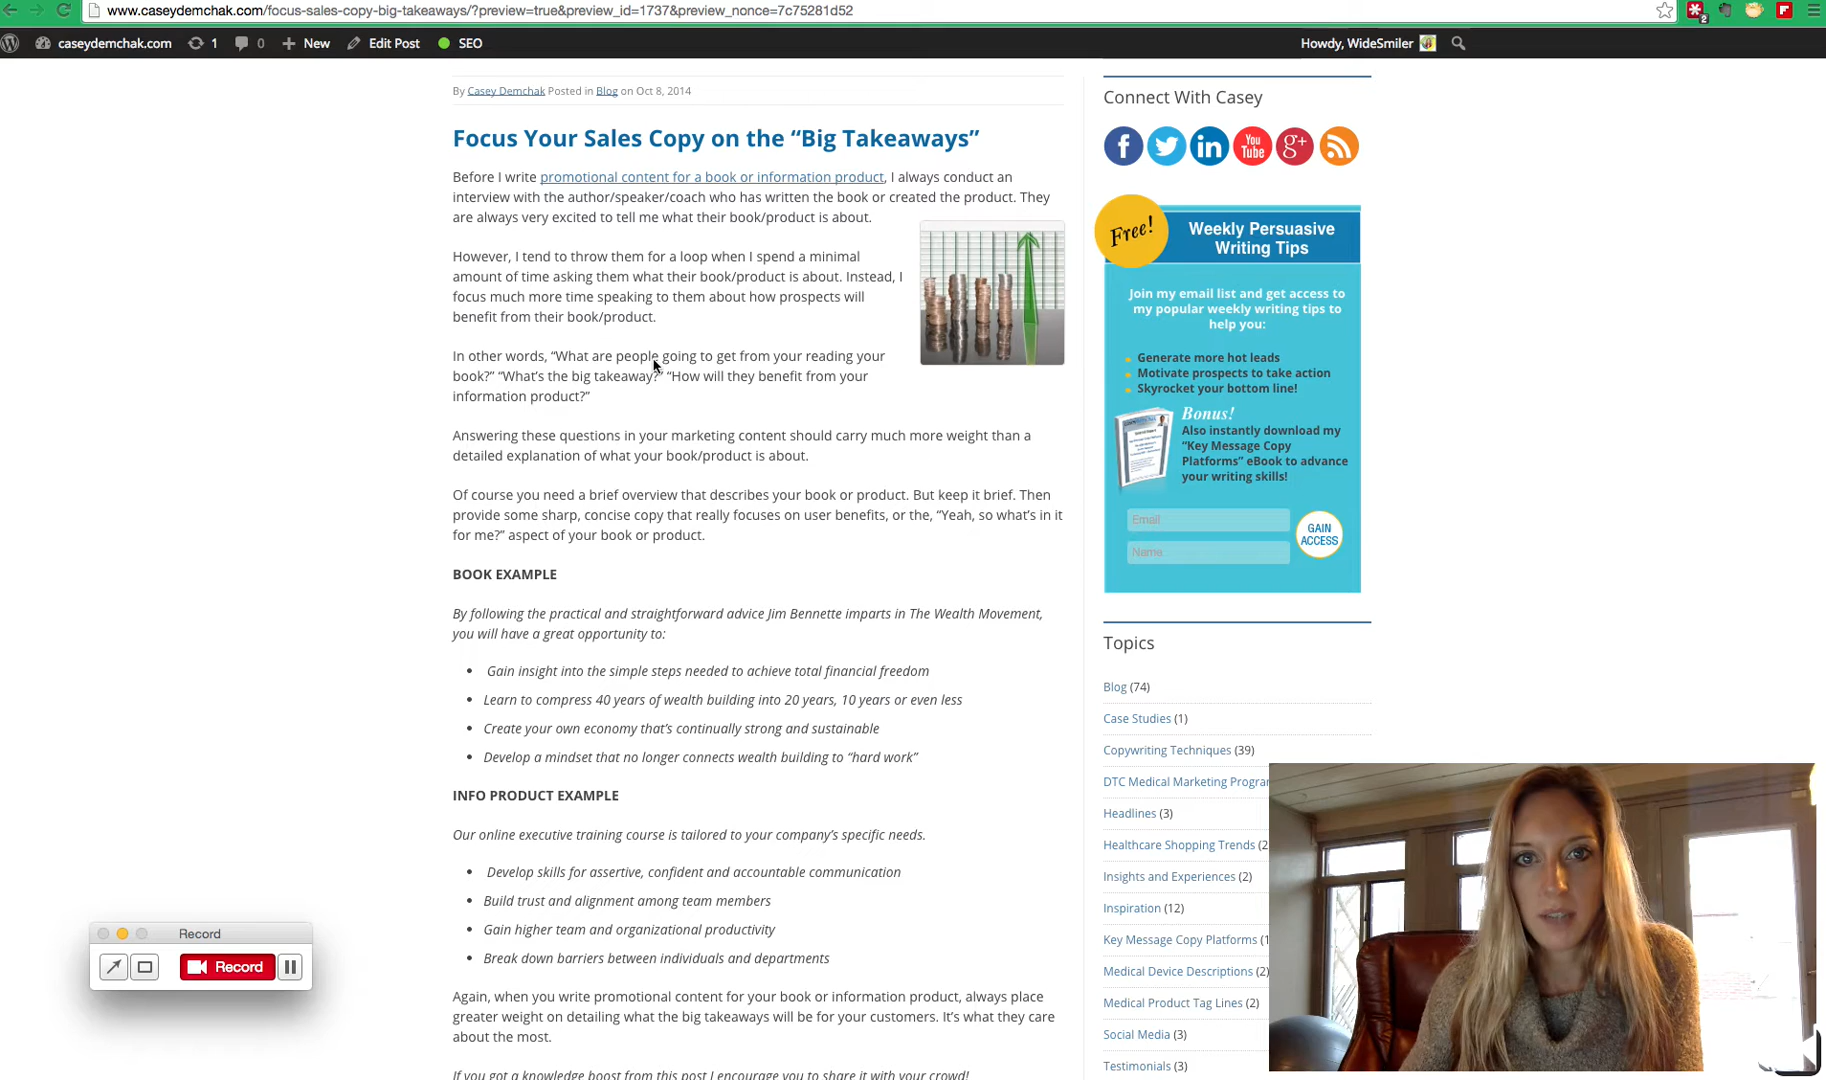 www.caseydemchak.com/focus-sales-copy-big-takeaways/?preview=true&preview_id=1737&preview_nonce=7c75281d52
2
caseydemchak.com 1 0 New Edit Post SEO
Howdy, WideSmiler
By Casey Demchak Posted in Blog on Oct 8, 2014
Focus Your Sales Copy on the “Big Takeaways”
Before I write promotional content for a book or information product, I always conduct an
interview with the author/speaker/coach who has written the book or created the product. They
are always very excited to tell me what their book/product is about.
However, I tend to throw them for a loop when I spend a minimal
amount of time asking them what their book/product is about. Instead, I
focus much more time speaking to them about how prospects will
benefit from their book/product.
In other words, “What are people going to get from your reading your
book?” “What’s the big takeaway?” “How will they benefit from your
information product?”
Answering these questions in your marketing content should carry much more weight than a
detailed explanation of what your book/product is about.
Of course you need a brief overview that describes your book or product. But keep it brief. Then
provide some sharp, concise copy that really focuses on user benefits, or the, “Yeah, so what’s in it
for me?” aspect of your book or product.
BOOK EXAMPLE
By following the practical and straightforward advice Jim Bennette imparts in The Wealth Movement,
you will have a great opportunity to:
• Gain insight into the simple steps needed to achieve total financial freedom
• Learn to compress 40 years of wealth building into 20 years, 10 years or even less
• Create your own economy that’s continually strong and sustainable
• Develop a mindset that no longer connects wealth building to “hard work”
INFO PRODUCT EXAMPLE
Our online executive training course is tailored to your company’s specific needs.
• Develop skills for assertive, confident and accountable communication
• Build trust and alignment among team members
• Gain higher team and organizational productivity
• Break down barriers between individuals and departments
Again, when you write promotional content for your book or information product, always place
greater weight on detailing what the big takeaways will be for your customers. It’s what they care
about the most.
If you got a knowledge boost from this post I encourage you to share it with your crowd!
Connect With Casey
You
Tube
g+
Free!
Weekly Persuasive
Writing Tips
Join my email list and get access to
my popular weekly writing tips to
help you:
Generate more hot leads
Motivate prospects to take action
Skyrocket your bottom line!
Bonus!
Also instantly download my
“Key Message Copy
Platforms” eBook to advance
your writing skills!
Email
Name
GAIN
ACCESS
Topics
Blog (74)
Case Studies (1)
Copywriting Techniques (39)
DTC Medical Marketing Progra
Headlines (3)
Healthcare Shopping Trends (2
Insights and Experiences (2)
Inspiration (12)
Key Message Copy Platforms (1
Medical Device Descriptions (2)
Medical Product Tag Lines (2)
Social Media (3)
Testimonials (3)
Record
Record